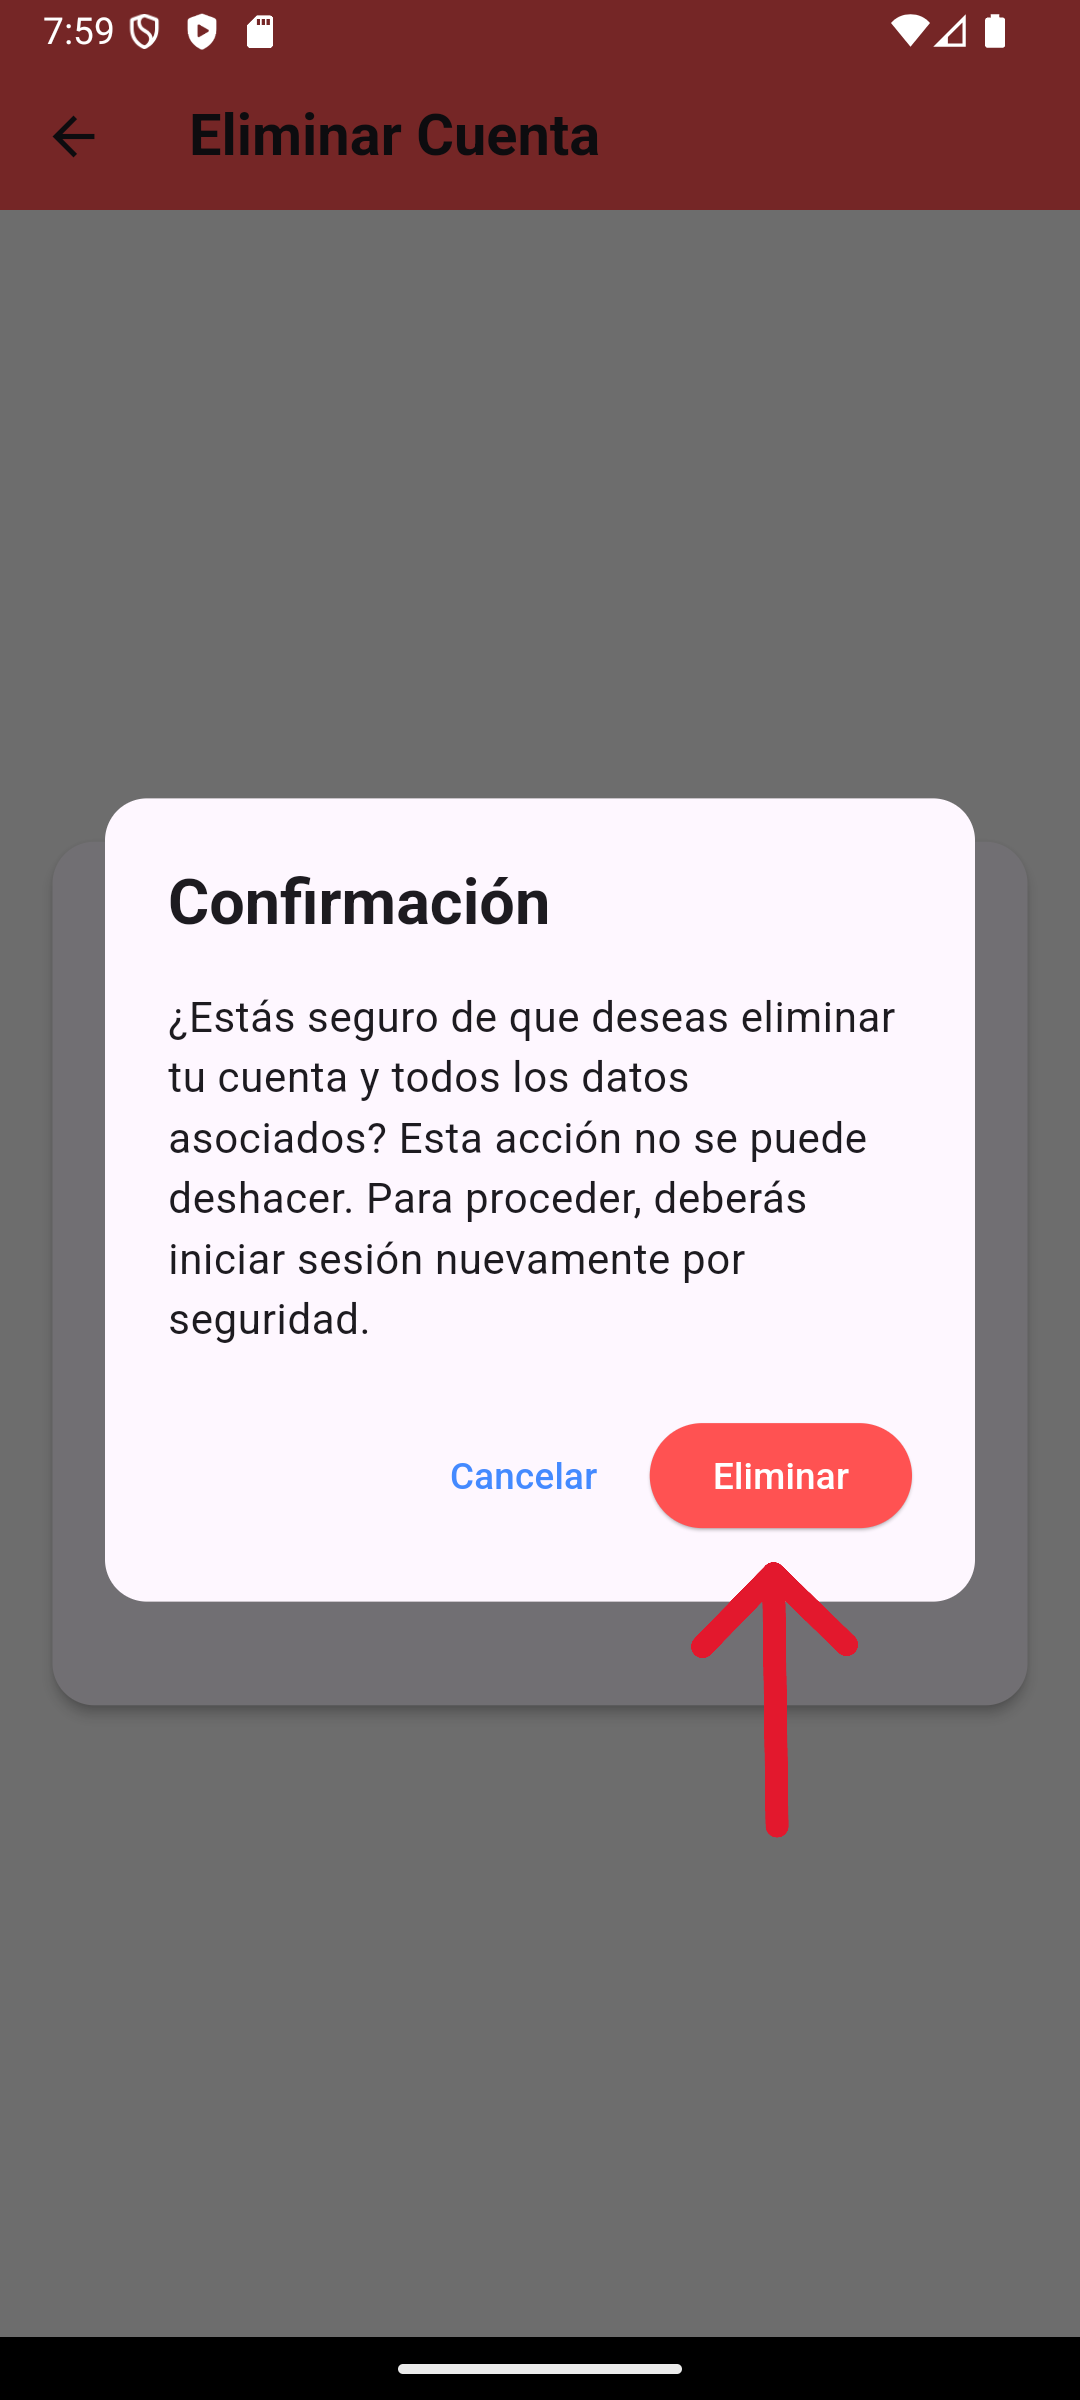 7:59
Eliminar Cuenta
Confirmación
¿Estás seguro de que deseas eliminar
tu cuenta y todos los datos
asociados? Esta acción no se puede
deshacer. Para proceder, deberás
iniciar sesión nuevamente por
seguridad.
Cancelar
Eliminar